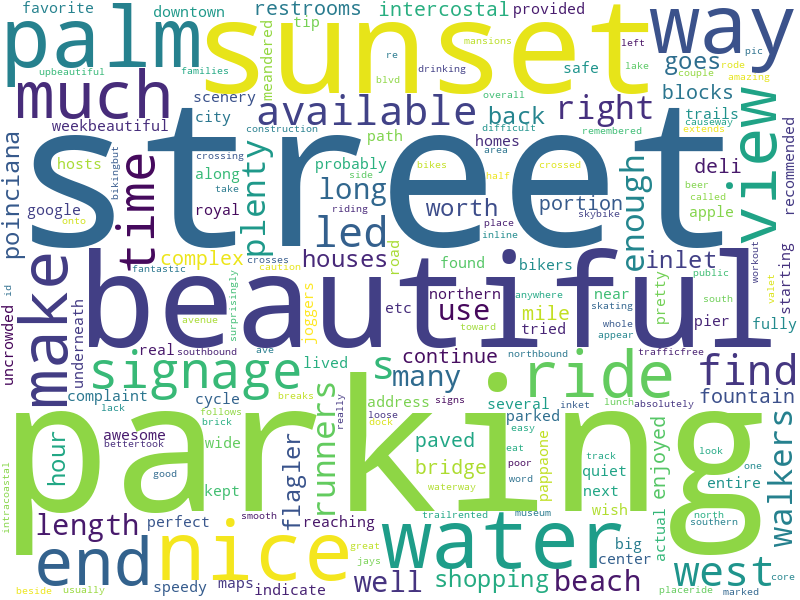 favorite downtown restrooms intercostal provided
palm sunset way
tip re mansions left pic
upbeautiful families meandered blvd drinking safe goes lake couple rode
much scenery available overall back right blocks amazing
weekbeautiful city construction difficult trails causeway
street
path homes remembered extends
hosts crossing probably bikes area crossed deli view recommended
poinciana time along plenty side half enough beer called
google royal take long riding worth place skybike portion apple
onto led inline
make complex houses found bikers inlet starting workout
uncrowded id bikingbut fantastic crosses caution road near pretty public
underneath surprisingly etc northern anywhere south valet
beautiful
avenue joggers use mile tried skating whole pier fully
real southbound ave lived toward continue northbound appear trafficfree
signage s many ride find
complaint cycle breaks address several signs inket lunch absolutely fountain
lack follows really loose parked
parking
awesome brick wide runners dock easy
bettertook hour flagler paved eat track look one
good kept bridge poor pappaone quiet entire walkers
intracoastal waterway word next actual enjoyed
perfect smooth trailrented wish north southern
length reaching museum
end nice water big west
great jays center
speedy maps indicate well shopping beach placeride marked core
beside usually